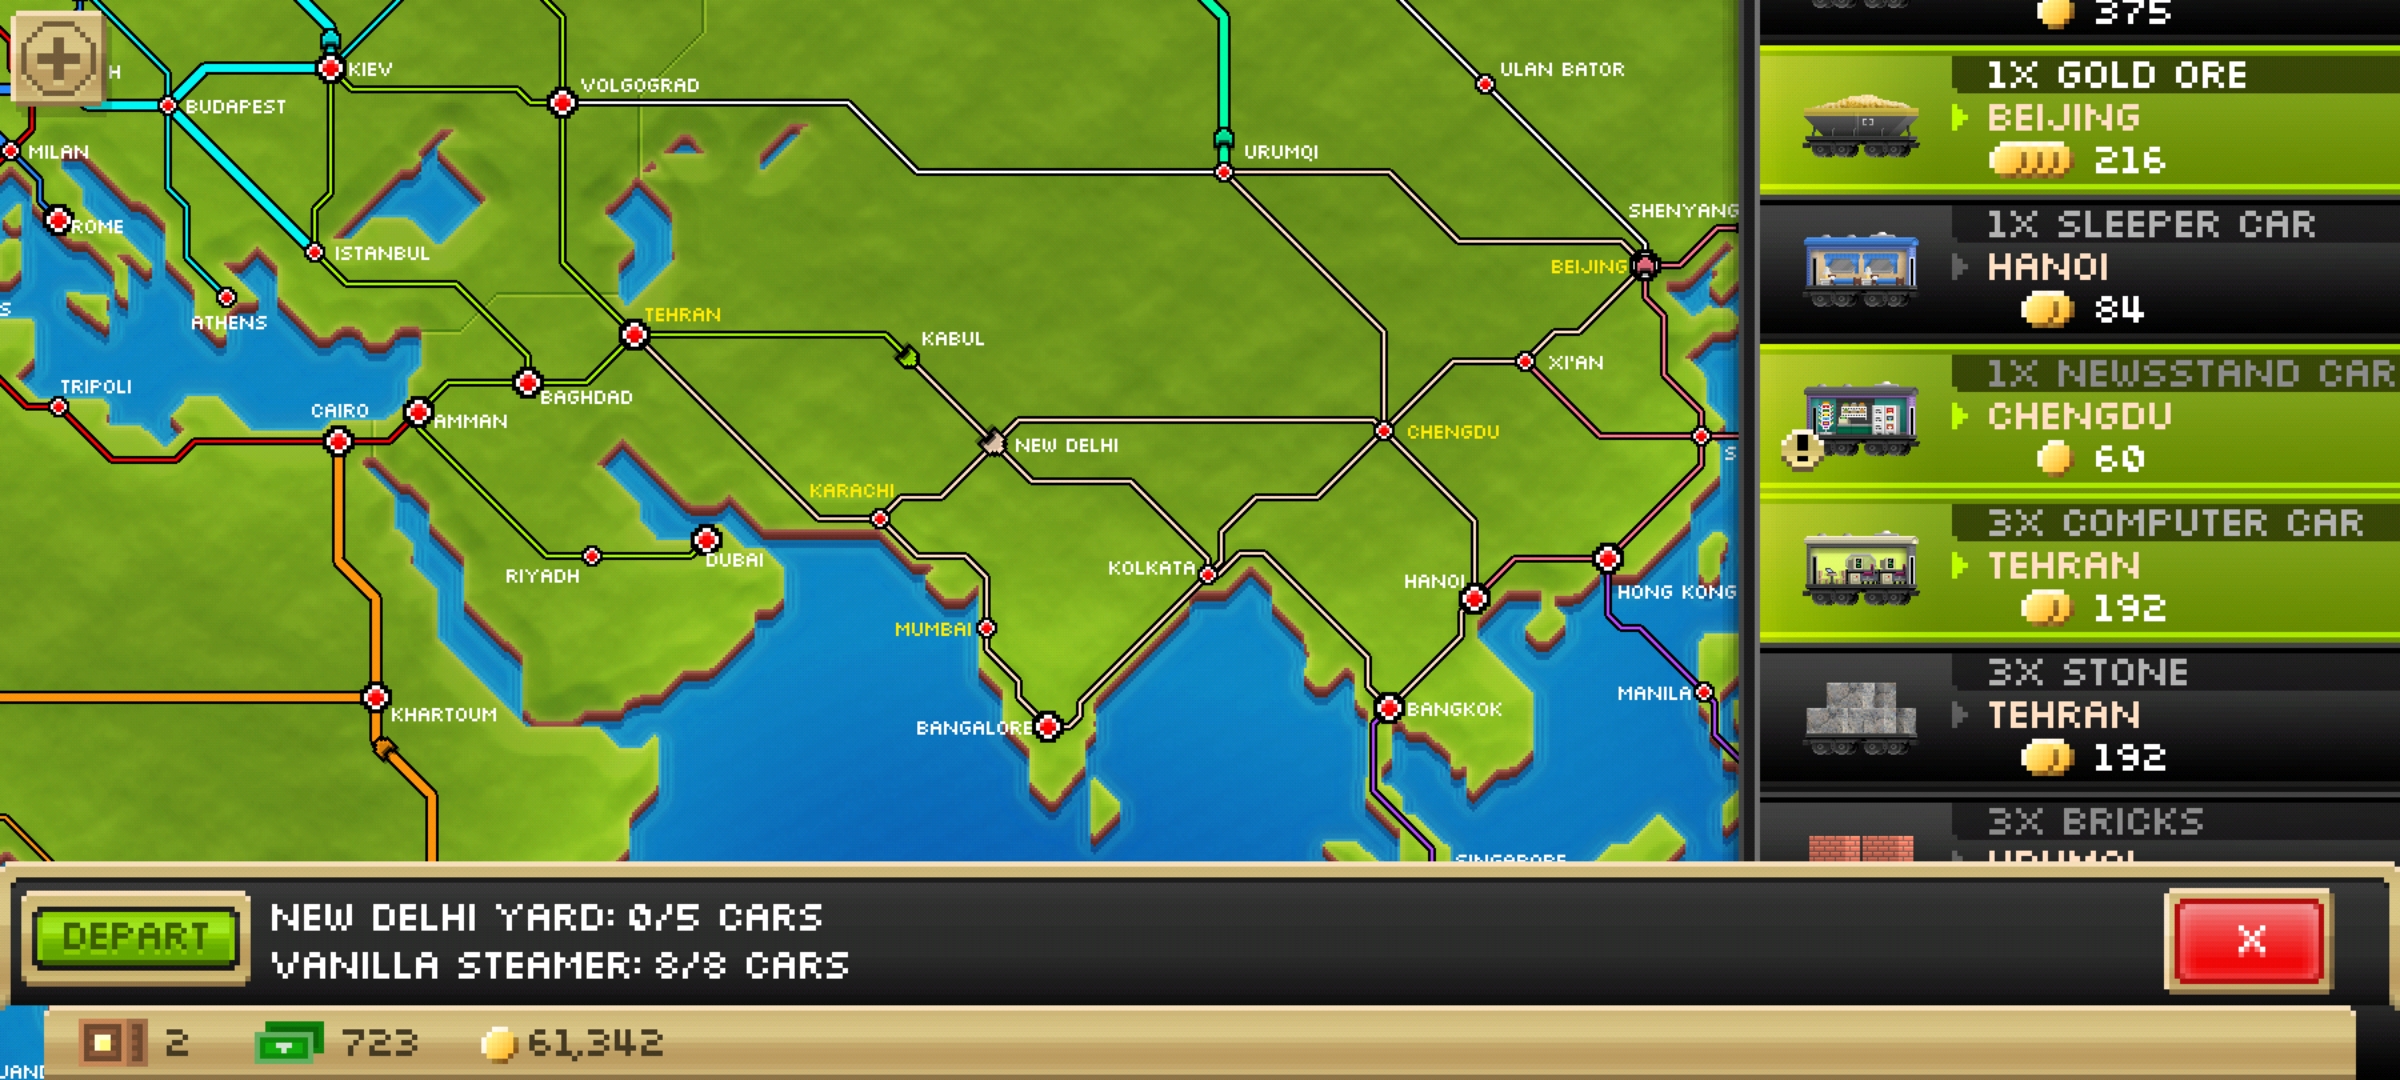 KIEV
VOLGOGRAD
ULAN BATOR
H
BUDAPEST
MILAN
URUMQI
SHENYANG
ROME
ISTANBUL
BEIJING
S
ATHENS
TEHRAN
KABUL
XI'AN
TRIPOLI
CAIRO
BAGHDAD
AMMAN
NEW DELHI
CHENGDU
S
KARACHI
DUBAI
RIYADH
KOLKATA
HANOI
HONG KONG
MUMBAI
MANILA
KHARTOUM
BANGALORE
BANGKOK
SINGAPORE
375
1X GOLD ORE
BEIJING
216
1X SLEEPER CAR
HANOI
84
1X NEWSSTAND CAR
CHENGDU
60
3X COMPUTER CAR
TEHRAN
192
3X STONE
TEHRAN
192
3X BRICKS
URUMQI
DEPART
NEW DELHI YARD: 0/5 CARS
VANILLA STEAMER: 8/8 CARS
X
2
723
61,342